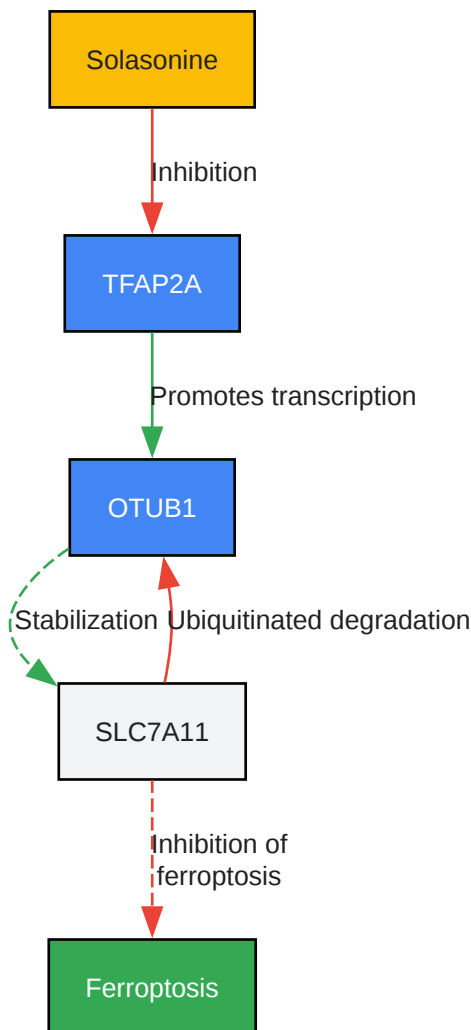 Solasonine
Inhibition
TFAP2A
Promotes transcription
OTUB1
Stabilization
Ubiquitinated degradation
SLC7A11
Inhibition of
ferroptosis
Ferroptosis